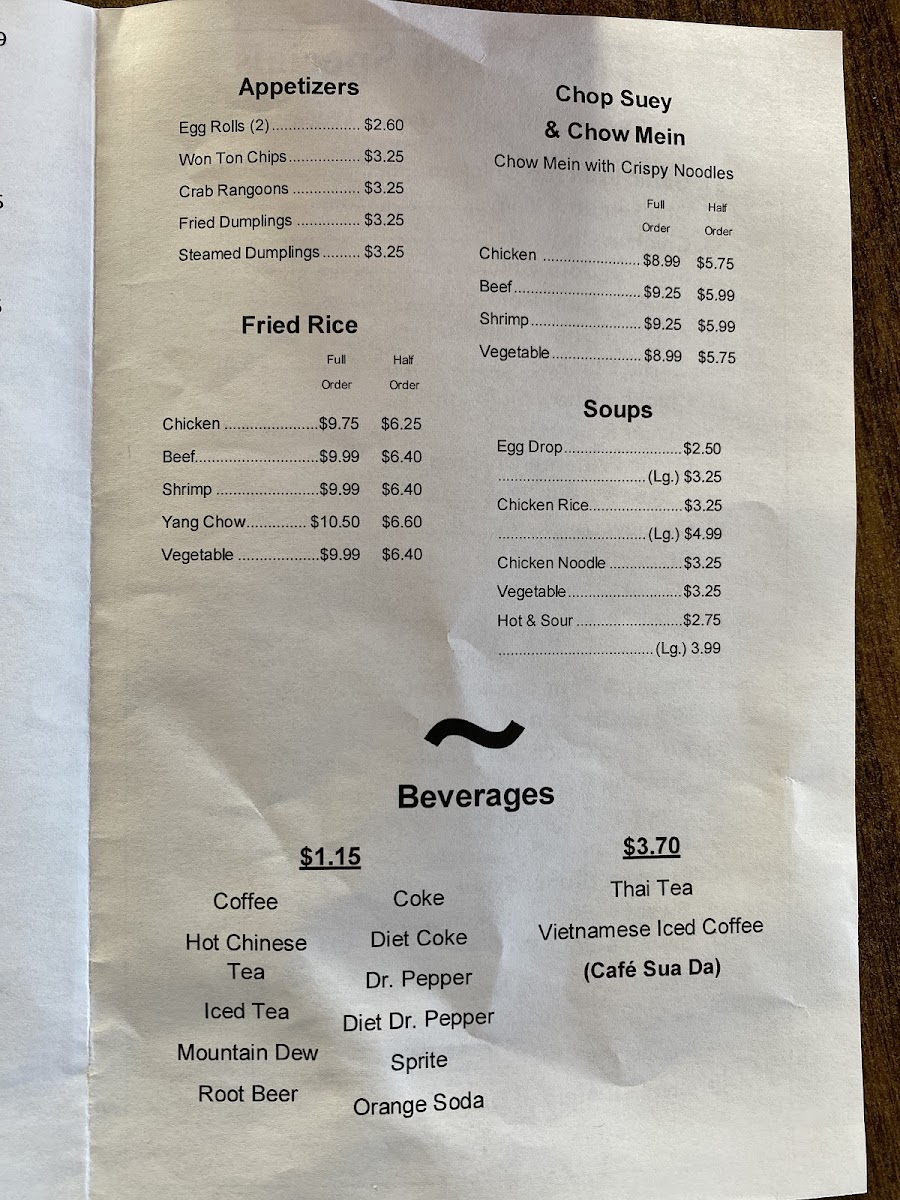 Appetizers
Egg Rolls (2).................... $2.60
Won Ton Chips................ $3.25
Crab Rangoons ............... $3.25
Fried Dumplings .............. $3.25
Steamed Dumplings......... $3.25
Fried Rice
Full Half
Order Order
Chicken .....................$9.75 $6.25
Beef............................$9.99 $6.40
Shrimp .......................$9.99 $6.40
Yang Chow............. $10.50 $6.60
Vegetable ..................$9.99 $6.40
Chop Suey
& Chow Mein
Chow Mein with Crispy Noodles
Full Half
Order Order
Chicken ......................$8.99 $5.75
Beef............................. $9.25 $5.99
Shrimp......................... $9.25 $5.99
Vegetable.................... $8.99 $5.75
Soups
Egg Drop...........................$2.50
..................................(Lg.) $3.25
Chicken Rice.....................$3.25
..................................(Lg.) $4.99
Chicken Noodle .................$3.25
Vegetable..........................$3.25
Hot & Sour ........................$2.75
...................................(Lg.) 3.99
~
Beverages
$1.15
Coffee
Hot Chinese
Tea
Iced Tea
Mountain Dew
Root Beer
Coke
Diet Coke
Dr. Pepper
Diet Dr. Pepper
Sprite
Orange Soda
$3.70
Thai Tea
Vietnamese Iced Coffee
(Café Sua Da)